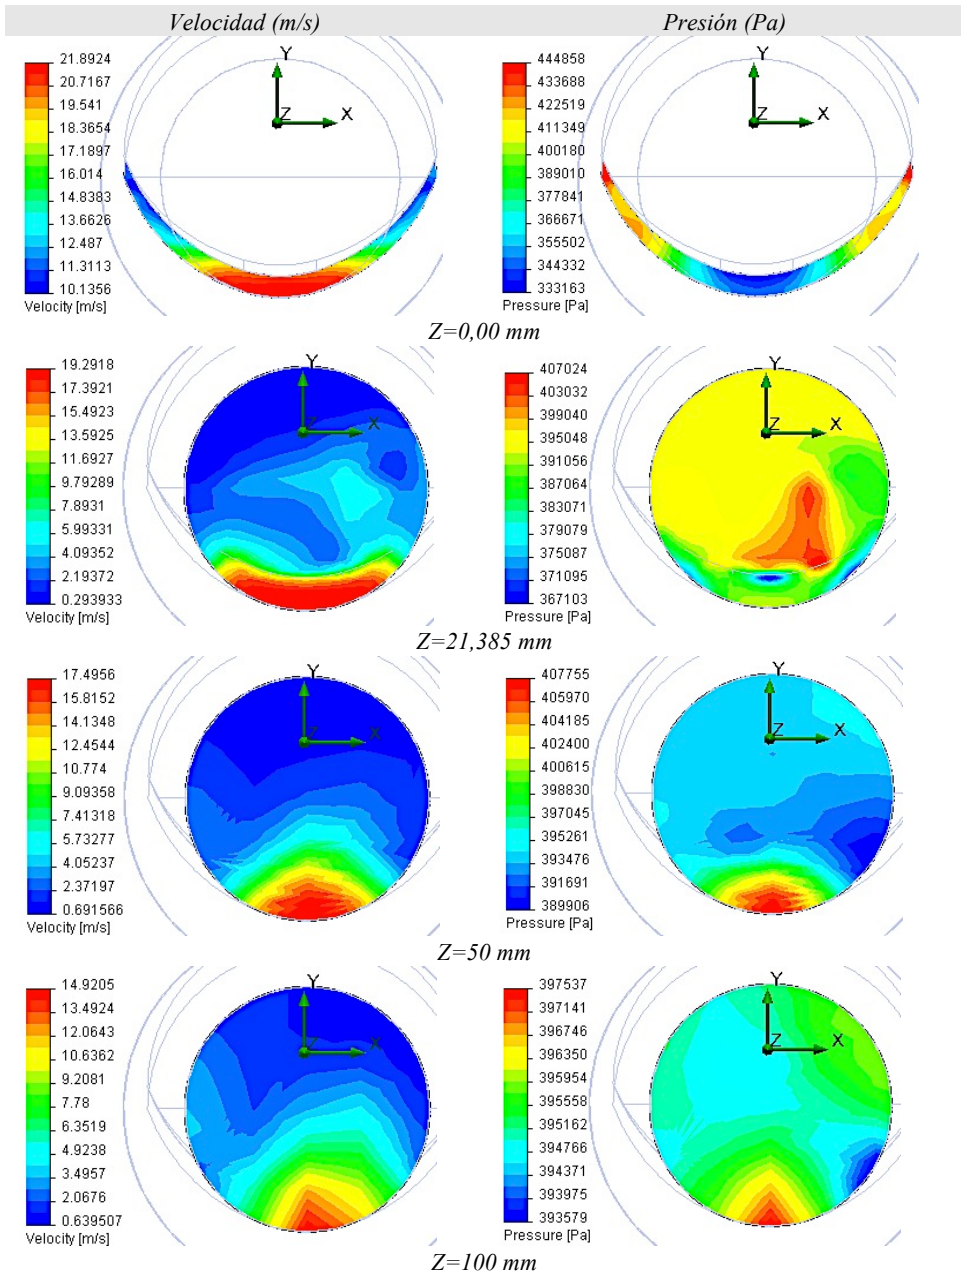 Velocidad (m/s) Presión (Pa)
21.8924
20.7167
19.541
18.3654
17.1897
16.014
14.8383
13.6626
12.487
11.3113
10.1356
Velocity [m/s]
Y
Z
X
444858
433688
422519
411349
400180
389010
377841
366671
355502
344332
333163
Pressure [Pa]
Y
Z
X
Z=0,00 mm
19.2918
17.3921
15.4923
13.5925
11.6927
9.79289
7.8931
5.99331
4.09352
2.19372
0.293933
Velocity [m/s]
Y
Z
X
407024
403032
399040
395048
391056
387064
383071
379079
375087
371095
367103
Pressure [Pa]
Y
Z
X
Z=21,385 mm
17.4956
15.8152
14.1348
12.4544
10.774
9.09358
7.41318
5.73277
4.05237
2.37197
0.691566
Velocity [m/s]
Y
Z
X
407755
405970
404185
402400
400615
398830
397045
395261
393476
391691
389906
Pressure [Pa]
Y
Z
X
Z=50 mm
14.9205
13.4924
12.0643
10.6362
9.2081
7.78
6.3519
4.9238
3.4957
2.0676
0.639507
Velocity [m/s]
Y
Z
X
397537
397141
396746
396350
395954
395558
395162
394766
394371
393975
393579
Pressure [Pa]
Y
Z
X
Z=100 mm